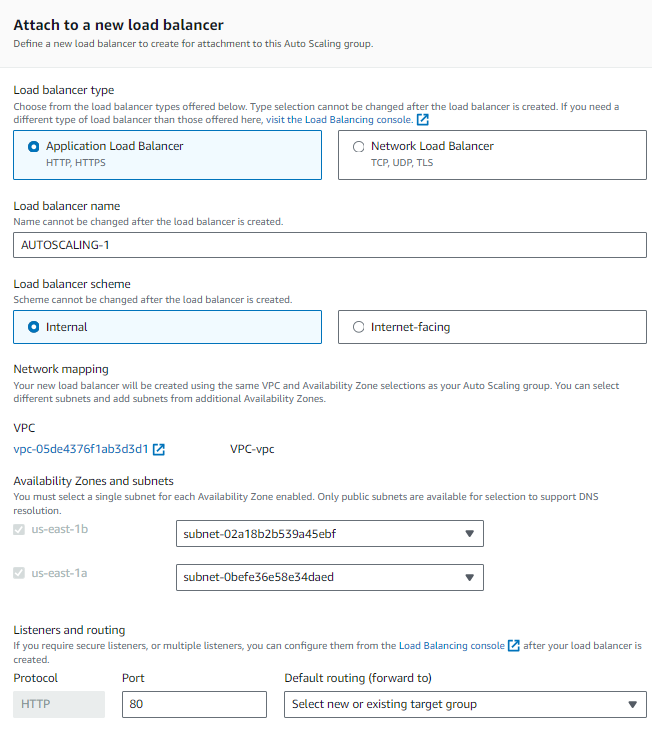 Attach to a new load balancer
Define a new load balancer to create for attachment to this Auto Scaling group.
Load balancer type
Choose from the load balancer types offered below. Type selection cannot be changed after the load balancer is created. If you need a
different type of load balancer than those offered here, visit the Load Balancing console.
Application Load Balancer
HTTP, HTTPS
Network Load Balancer
TCP, UDP, TLS
Load balancer name
Name cannot be changed after the load balancer is created.
AUTOSCALING-1
Load balancer scheme
Scheme cannot be changed after the load balancer is created.
Internal
Internet-facing
Network mapping
Your new load balancer will be created using the same VPC and Availability Zone selections as your Auto Scaling group. You can select
different subnets and add subnets from additional Availability Zones.
VPC
vpc-05de4376f1ab3d3d1
VPC-vpc
Availability Zones and subnets
You must select a single subnet for each Availability Zone enabled. Only public subnets are available for selection to support DNS
resolution.
us-east-1b
subnet-02a18b2b539a45ebf
us-east-1a
subnet-0befe36e58e34daed
Listeners and routing
If you require secure listeners, or multiple listeners, you can configure them from the Load Balancing console after your load balancer is
created.
Protocol
Port
Default routing (forward to)
HTTP
80
Select new or existing target group